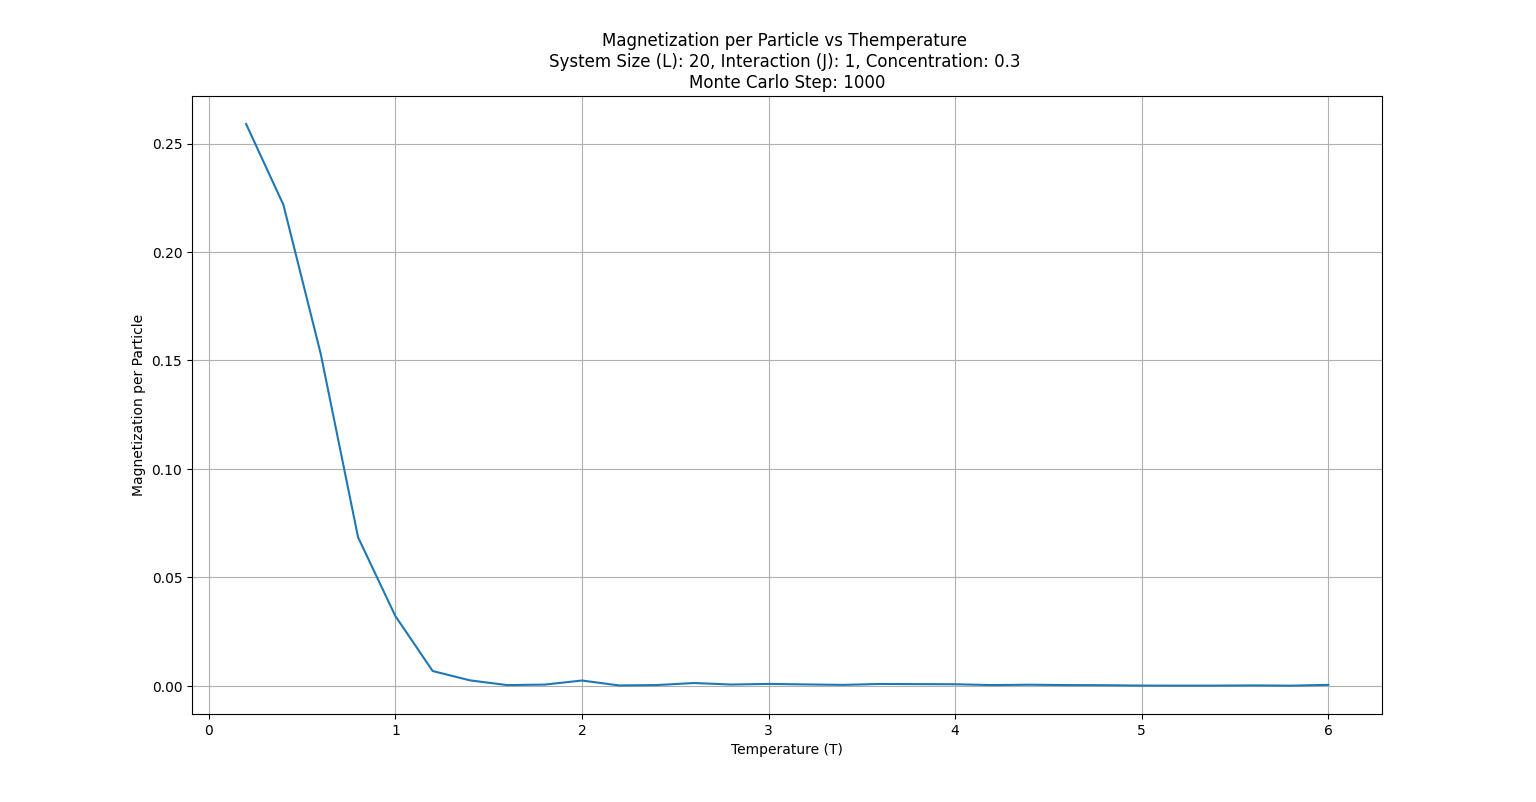 Magnetization per Particle vs Themperature
System Size (L): 20, Interaction (J): 1, Concentration: 0.3
Monte Carlo Step: 1000
Magnetization per Particle
0.25
0.20
0.15
0.10
0.05
0.00
0 1 2 3 4 5 6
Temperature (T)